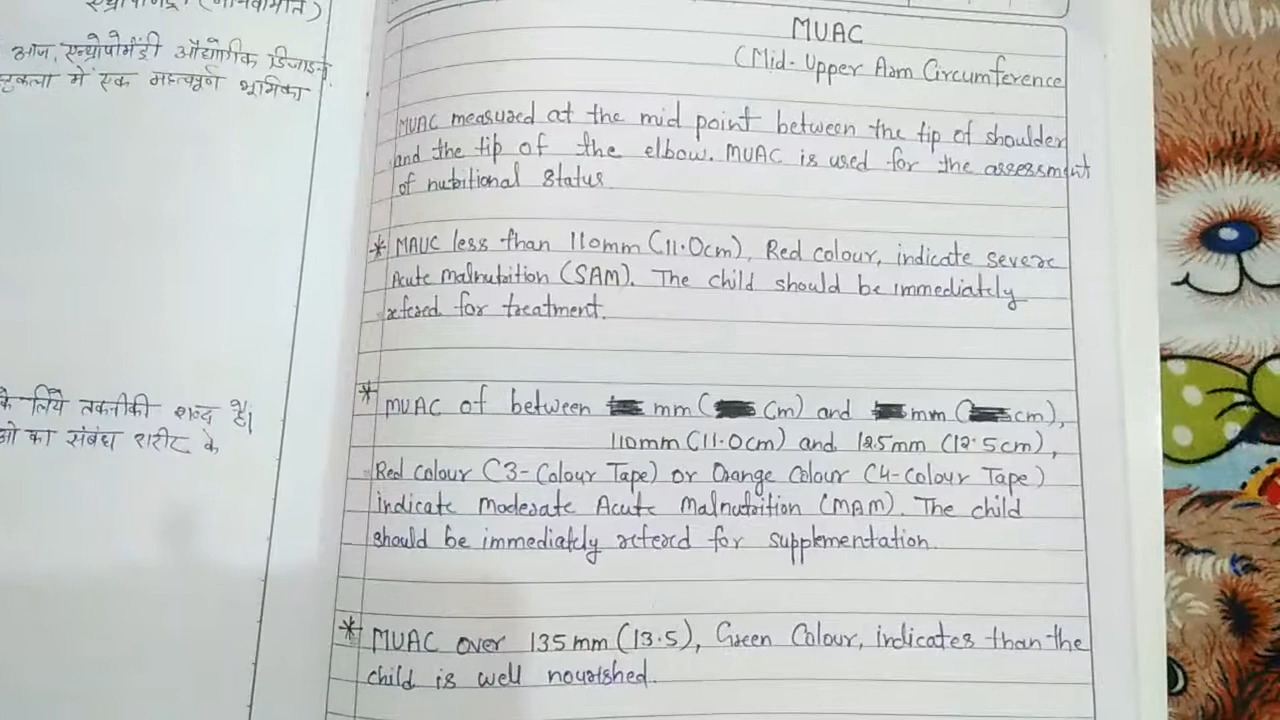 आज, एन्थ्रोपोमेट्री औद्योगिक डिजाइन
में एक महत्वपूर्ण भूमिका
के लिये तकनीकी शब्द है।
ओ का संबंध शरीर के
MUAC
(Mid-Upper Arm Circumference
MUAC measured at the mid point between the tip of shoulder
and the tip of the elbow. MUAC is used for the assessment
of nutritional status
* MAUC less than 110mm (11.0cm), Red colour, indicate severe
Acute malnutrition (SAM). The child should be immediately
refered for treatment.
* MUAC of between mm ( cm) and mm ( cm),
110mm (11.0cm) and 125mm (12.5cm),
Red colour (3-Colour Tape) or Orange Colour (4-Colour Tape)
indicate Moderate Acute Malnutrition (MAM). The child
should be immediately refered for supplementation.
* MUAC over 135mm (13.5), Green Colour, indicates than the
child is well nourished.